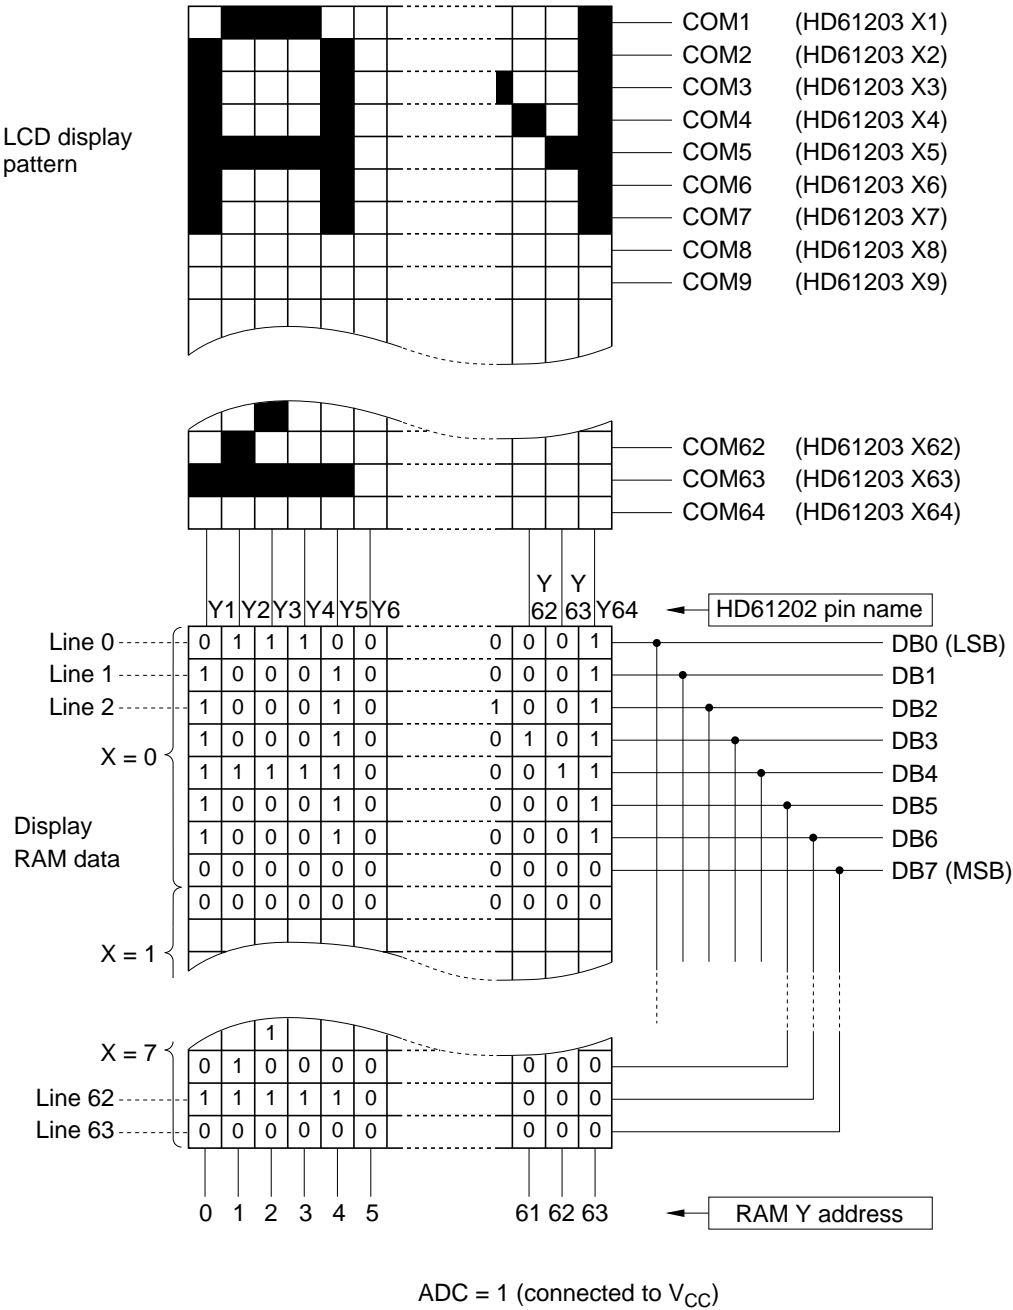 COM1 (HD61203 X1)
COM2 (HD61203 X2)
COM3 (HD61203 X3)
COM4 (HD61203 X4)
LCD display
pattern
COM5 (HD61203 X5)
COM6 (HD61203 X6)
COM7 (HD61203 X7)
COM8 (HD61203 X8)
COM9 (HD61203 X9)
COM62 (HD61203 X62)
COM63 (HD61203 X63)
COM64 (HD61203 X64)
Y1 Y2 Y3 Y4 Y5 Y6 Y 62 Y 63 Y64
HD61202 pin name
Line 0 0 1 1 1 0 0 0 0 0 1 DB0 (LSB)
Line 1 1 0 0 0 1 0 0 0 0 1 DB1
Line 2 1 0 0 0 1 0 1 0 0 1 DB2
1 0 0 0 1 0 0 1 0 1 DB3
X = 0
1 1 1 1 1 0 0 0 1 1 DB4
1 0 0 0 1 0 0 0 0 1 DB5
Display
RAM data
1 0 0 0 1 0 0 0 0 1 DB6
0 0 0 0 0 0 0 0 0 0 DB7 (MSB)
0 0 0 0 0 0 0 0 0 0
X = 1
1
X = 7
0 1 0 0 0 0 0 0 0
Line 62 1 1 1 1 1 0 0 0 0
Line 63 0 0 0 0 0 0 0 0 0
0 1 2 3 4 5 61 62 63
RAM Y address
ADC = 1 (connected to VCC)